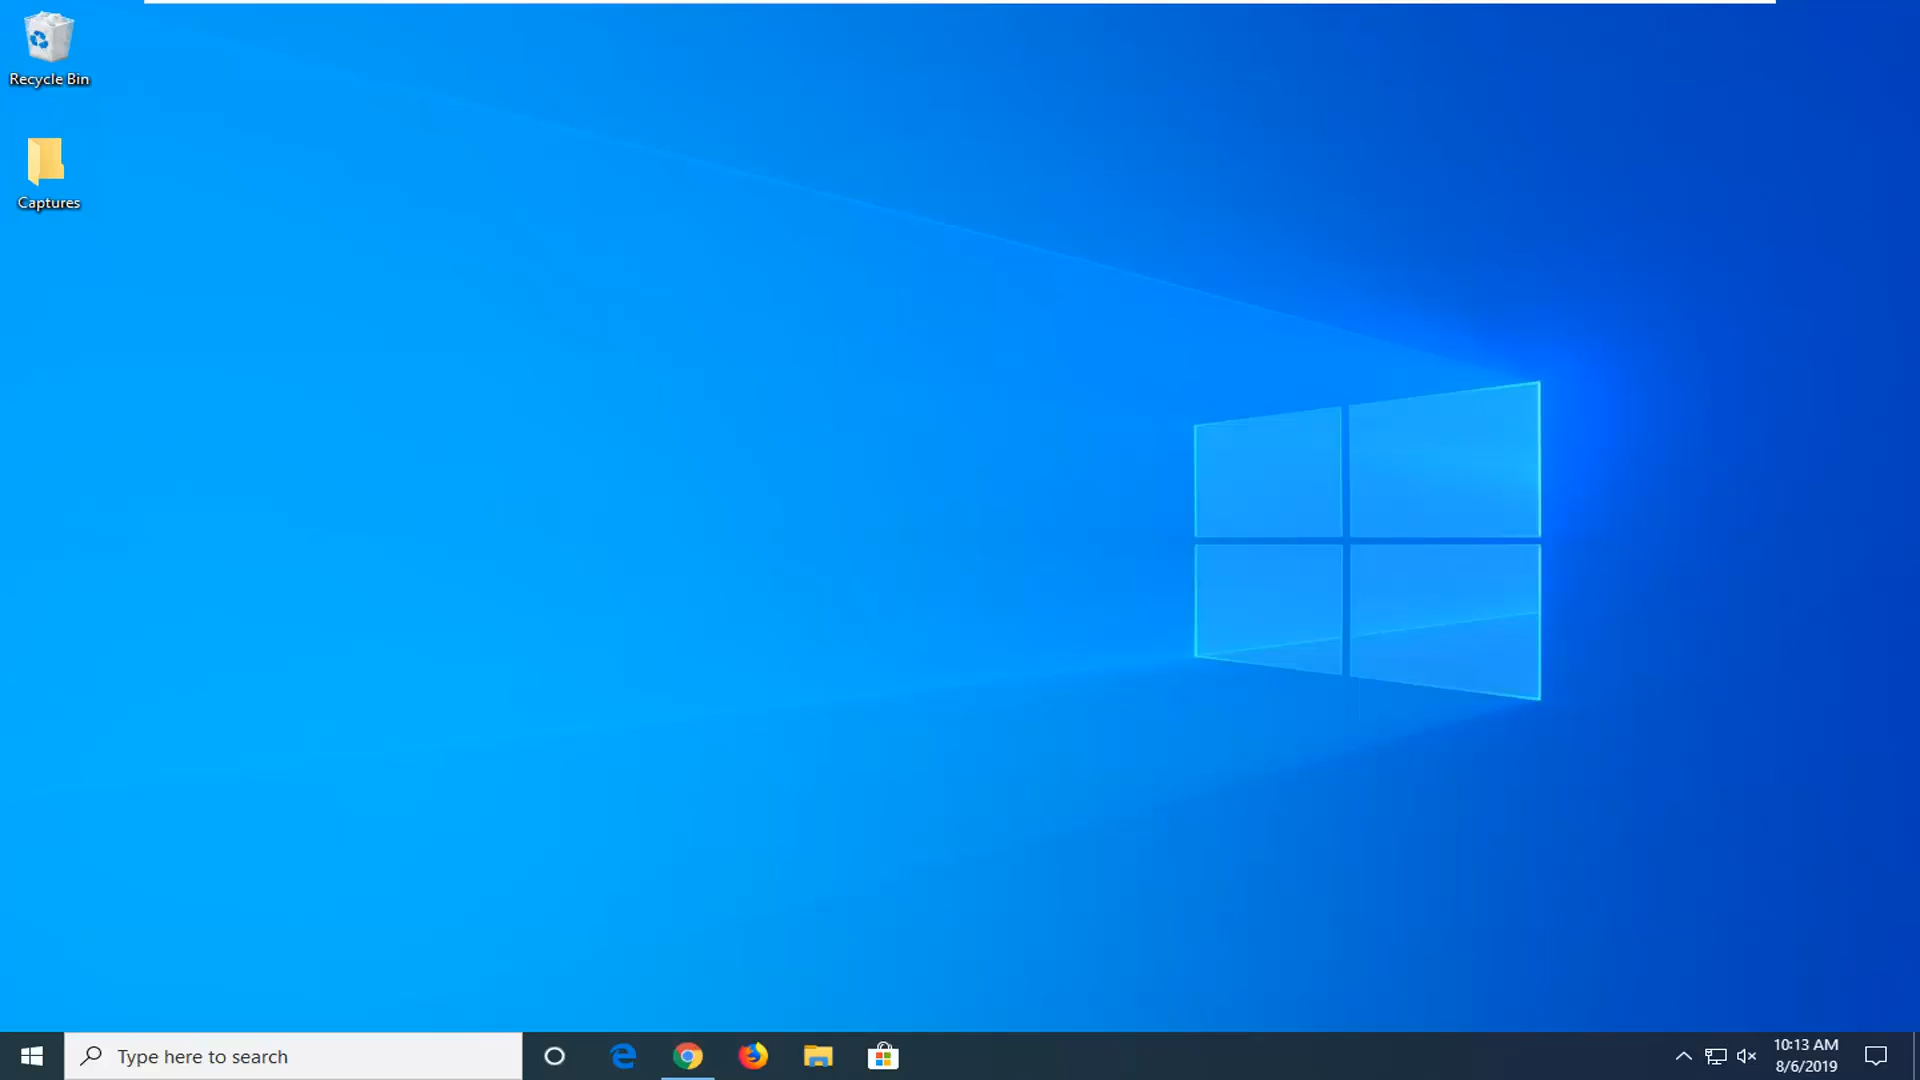 Recycle Bin
Captures
Type here to search
10:13 AM
8/6/2019